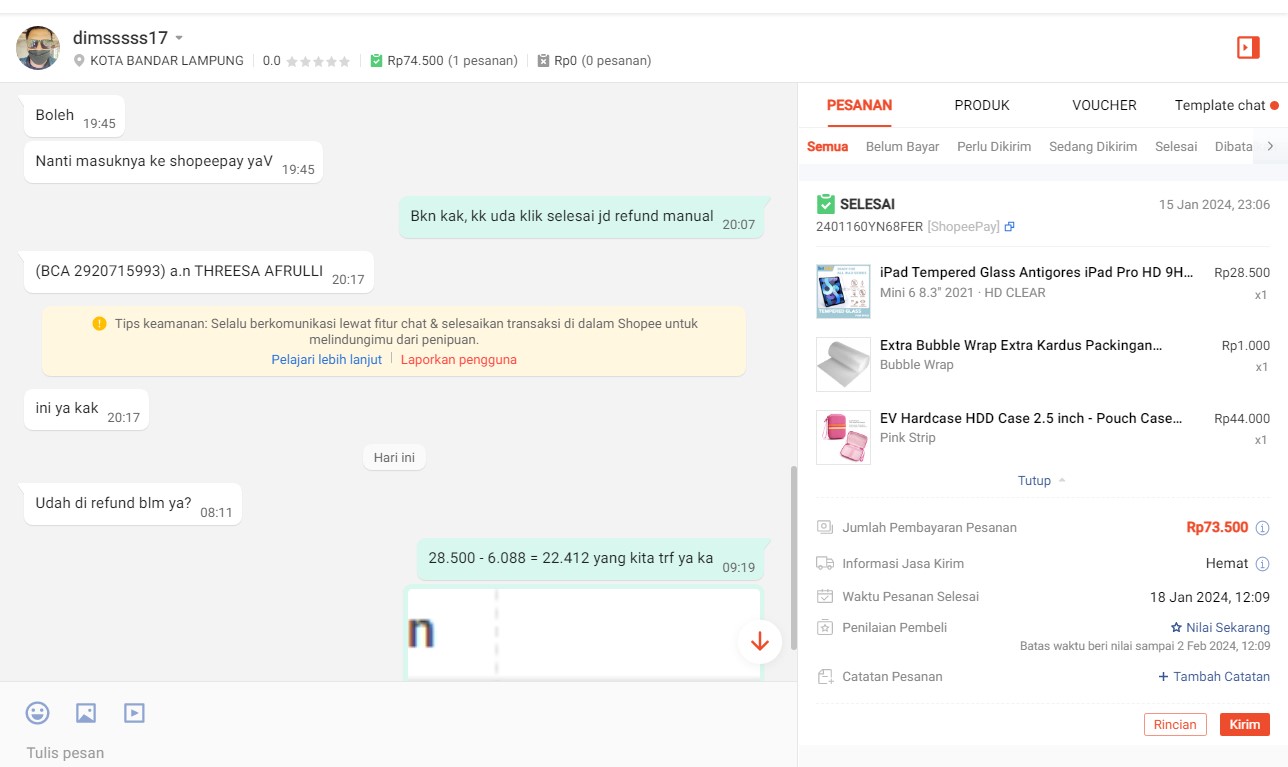 dimsssss17
KOTA BANDAR LAMPUNG
0.0
Rp74.500 (1 pesanan)
Rp0 (0 pesanan)
Boleh 19:45
Nanti masuknya ke shopeepay yaV 19:45
Bkn kak, kk uda klik selesai jd refund manual 20:07
(BCA 2920715993) a.n THREESA AFRULLI 20:17
Tips keamanan: Selalu berkomunikasi lewat fitur chat & selesaikan transaksi di dalam Shopee untuk
melindungimu dari penipuan.
Pelajari lebih lanjut Laporkan pengguna
ini ya kak 20:17
Hari ini
Udah di refund blm ya? 08:11
28.500 - 6.088 = 22.412 yang kita trf ya ka 09:19
n
Tulis pesan
PESANAN PRODUK VOUCHER Template chat
Semua Belum Bayar Perlu Dikirim Sedang Dikirim Selesai Dibata
SELESAI 15 Jan 2024, 23:06
2401160YN68FER [ShopeePay]
iPad Tempered Glass Antigores iPad Pro HD 9H... Rp28.500
Mini 6 8.3" 2021 · HD CLEAR x1
TEMPERED GLASS
Extra Bubble Wrap Extra Kardus Packingan... Rp1.000
Bubble Wrap x1
EV Hardcase HDD Case 2.5 inch - Pouch Case... Rp44.000
Pink Strip x1
Tutup
Jumlah Pembayaran Pesanan Rp73.500
Informasi Jasa Kirim Hemat
Waktu Pesanan Selesai 18 Jan 2024, 12:09
Penilaian Pembeli Nilai Sekarang
Batas waktu beri nilai sampai 2 Feb 2024, 12:09
Catatan Pesanan + Tambah Catatan
Rincian Kirim